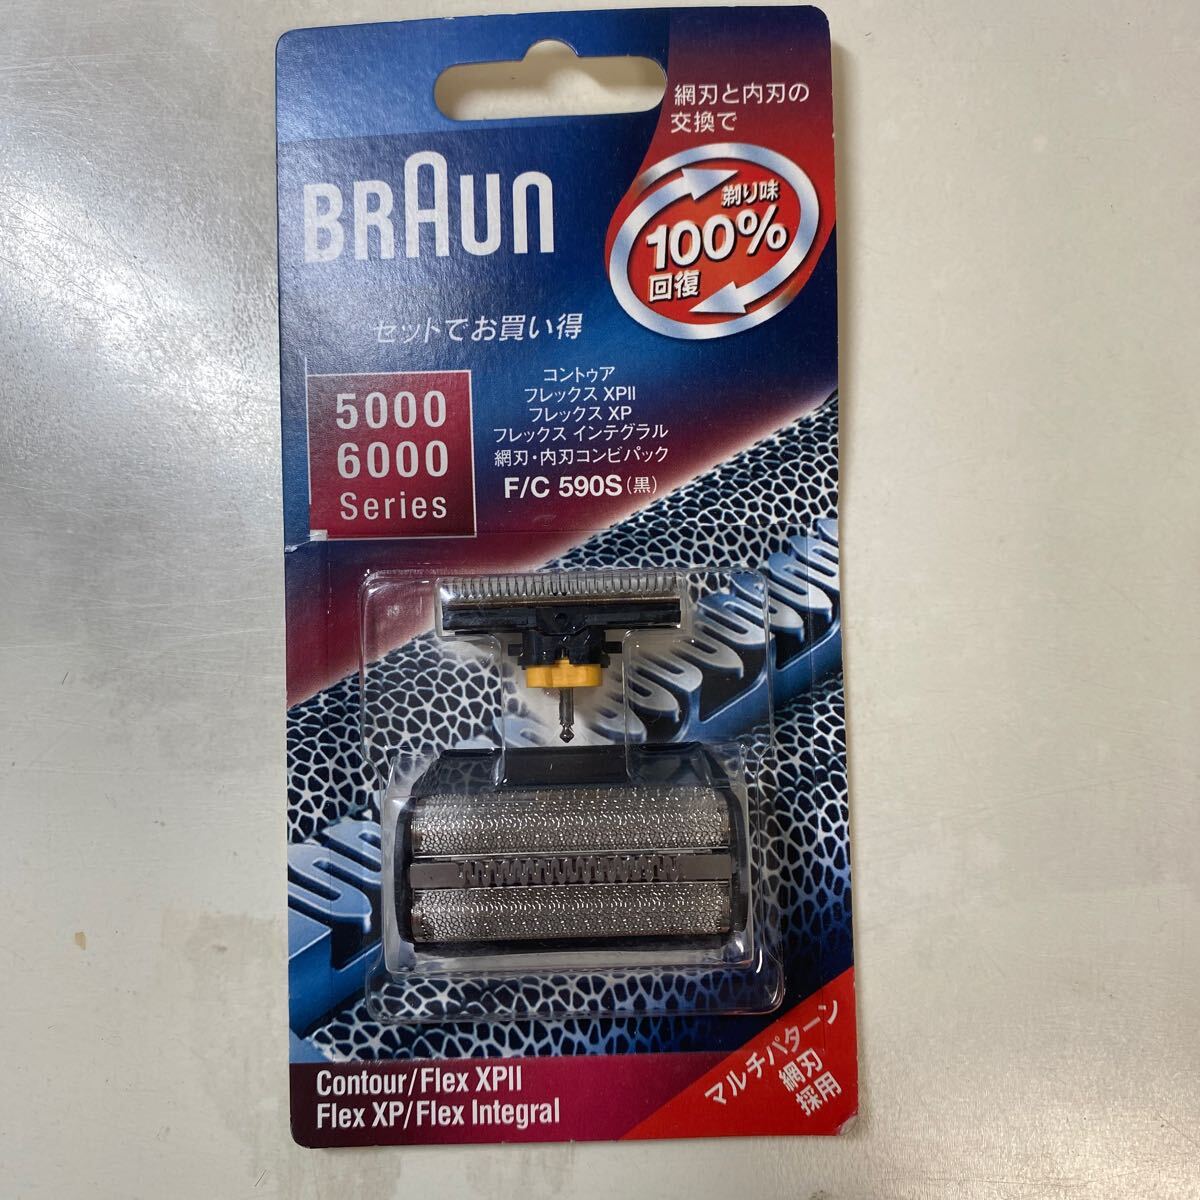 網刃と内刃の
交換で
BRAUN
剃り味
100%
回復
セットでお買い得
5000
6000
Series
コントゥア
フレックス XPII
フレックス XP
フレックス インテグラル
網刃・内刃コンビパック
F/C 590S(黒)
Contour/Flex XPII
Flex XP/Flex Integral
マルチパターン
網刃
採用